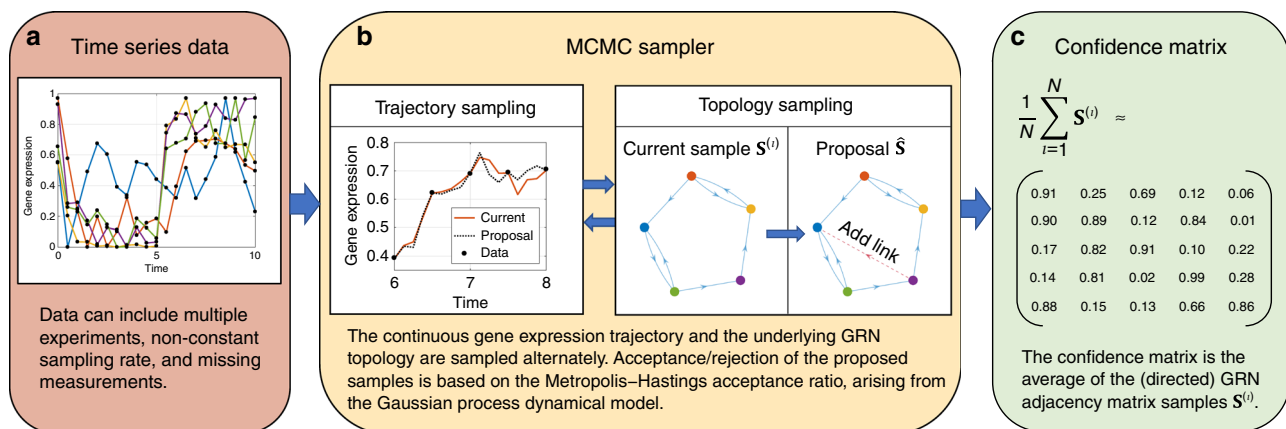 a
Time series data
Gene expression
1
0.8
0.6
0.4
0.2
0
0
5
10
Time
Data can include multiple
experiments, non-constant
sampling rate, and missing
measurements.
b
MCMC sampler
Trajectory sampling
Gene expression
0.8
0.7
0.6
0.5
0.4
Current
Proposal
Data
6
7
8
Time
Topology sampling
Current sample S⁽ⁱ⁾
Proposal Ŝ
Add link
The continuous gene expression trajectory and the underlying GRN
topology are sampled alternately. Acceptance/rejection of the proposed
samples is based on the Metropolis–Hastings acceptance ratio, arising from
the Gaussian process dynamical model.
c
Confidence matrix
1/N ∑ᵢ₌₁ᴺ S⁽ⁱ⁾ ≈
0.91 0.25 0.69 0.12 0.06
0.90 0.89 0.12 0.84 0.01
0.17 0.82 0.91 0.10 0.22
0.14 0.81 0.02 0.99 0.28
0.88 0.15 0.13 0.66 0.86
The confidence matrix is the
average of the (directed) GRN
adjacency matrix samples S⁽ⁱ⁾.